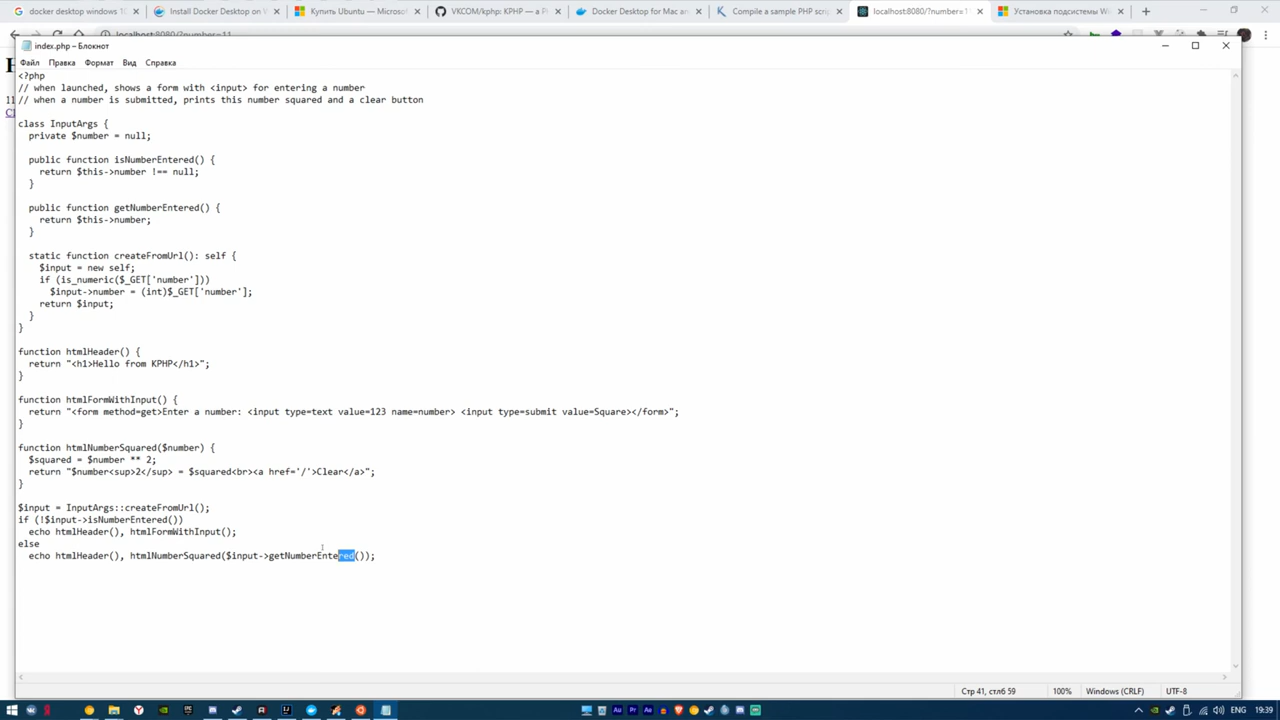 docker desktop windows 10
Install Docker Desktop on W
Купить Ubuntu — Microsoft
VKCOM/kphp: KPHP — a P
Docker Desktop for Mac an
Compile a sample PHP scri
localhost:8080/?number=11
Установка подсистемы Wi
localhost:8080/?number=11
index.php – Блокнот
Файл Правка Формат Вид Справка
<?php
// when launched, shows a form with <input> for entering a number
// when a number is submitted, prints this number squared and a clear button
class InputArgs {
private $number = null;
public function isNumberEntered() {
return $this->number !== null;
}
public function getNumberEntered() {
return $this->number;
}
static function createFromUrl(): self {
$input = new self;
if (is_numeric($_GET['number']))
$input->number = (int)$_GET['number'];
return $input;
}
}
function htmlHeader() {
return "<h1>Hello from KPHP</h1>";
}
function htmlFormWithInput() {
return "<form method=get>Enter a number: <input type=text value=123 name=number> <input type=submit value=Square></form>";
}
function htmlNumberSquared($number) {
$squared = $number ** 2;
return "$number<sup>2</sup> = $squared<br><a href='/'>Clear</a>";
}
$input = InputArgs::createFromUrl();
if (!$input->isNumberEntered())
echo htmlHeader(), htmlFormWithInput();
else
echo htmlHeader(), htmlNumberSquared($input->getNumberEntered());
Стр 41, стлб 59 100% Windows (CRLF) UTF-8
ENG 19:39